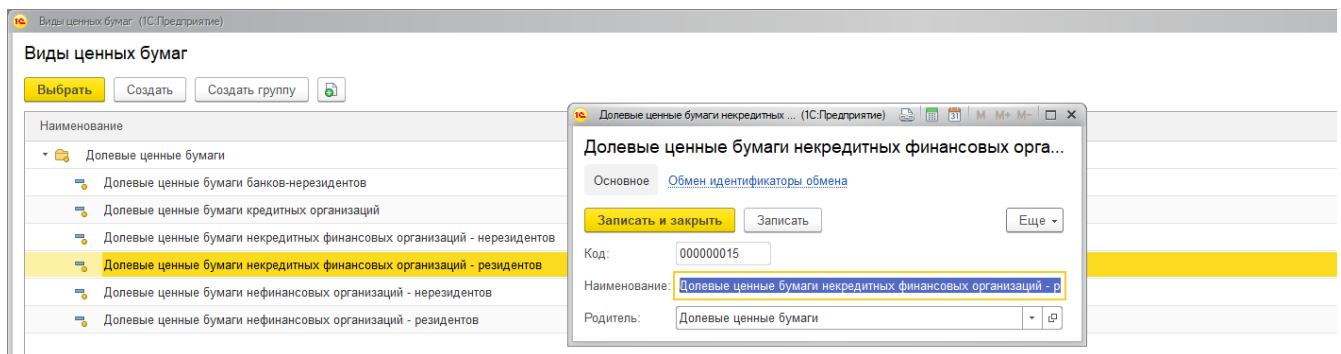 Виды ценных бумаг (1С:Предприятие)
Виды ценных бумаг
Выбрать Создать Создать группу
Наименование
Долевые ценные бумаги
Долевые ценные бумаги банков-нерезидентов
Долевые ценные бумаги кредитных организаций
Долевые ценные бумаги некредитных финансовых организаций - нерезидентов
Долевые ценные бумаги некредитных финансовых организаций - резидентов
Долевые ценные бумаги нефинансовых организаций - нерезидентов
Долевые ценные бумаги нефинансовых организаций - резидентов
Долевые ценные бумаги некредитных ... (1С:Предприятие) 31 M M+ M-
Долевые ценные бумаги некредитных финансовых орга...
Основное Обмен идентификаторы обмена
Записать и закрыть Записать Еще
Код: 000000015
Наименование: Долевые ценные бумаги некредитных финансовых организаций - р
Родитель: Долевые ценные бумаги